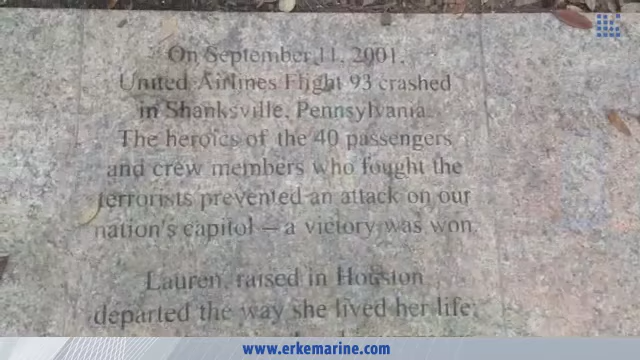 On September 11, 2001,
United Airlines Flight 93 crashed
in Shanksville, Pennsylvania.
The heroics of the 40 passengers
and crew members who fought the
terrorists prevented an attack on our
nation's capitol – a victory was won.
Lauren, raised in Houston
departed the way she lived her life;
www.erkemarine.com